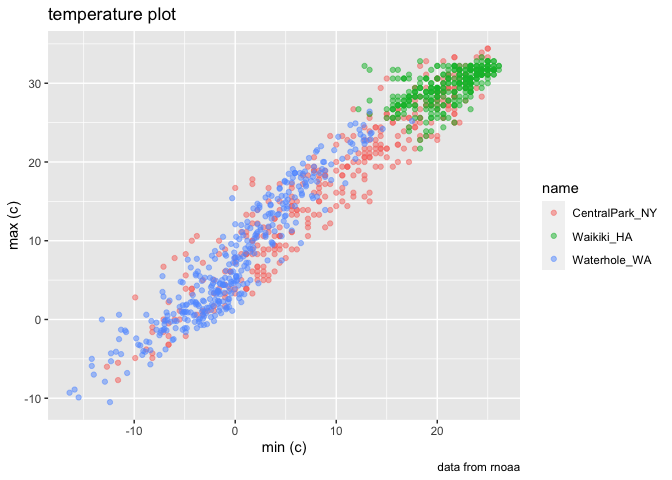 temperature plot
max (c)
30
20
10
0
-10
-10
0
10
20
min (c)
name
CentralPark_NY
Waikiki_HA
Waterhole_WA
data from rnoaa